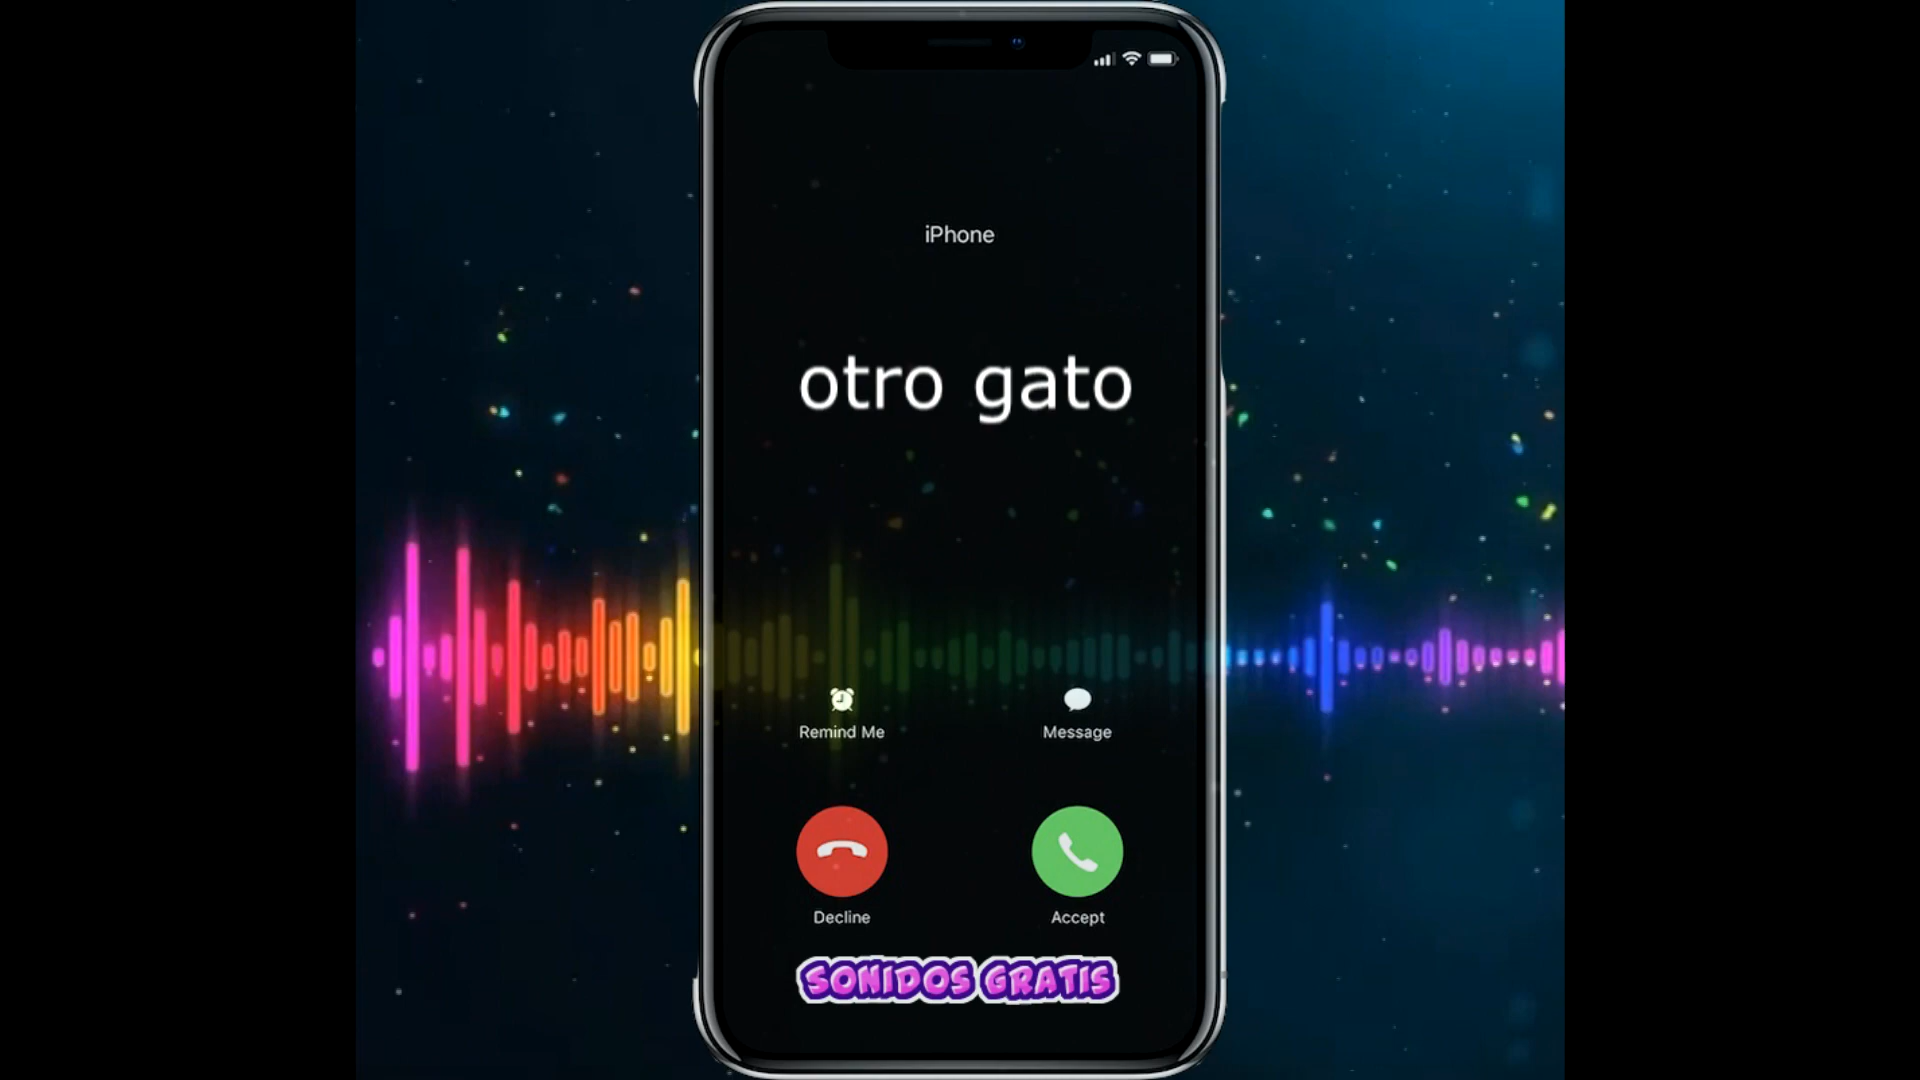 iPhone
otro gato
Remind Me
Message
Decline
Accept
SONIDOS GRATIS